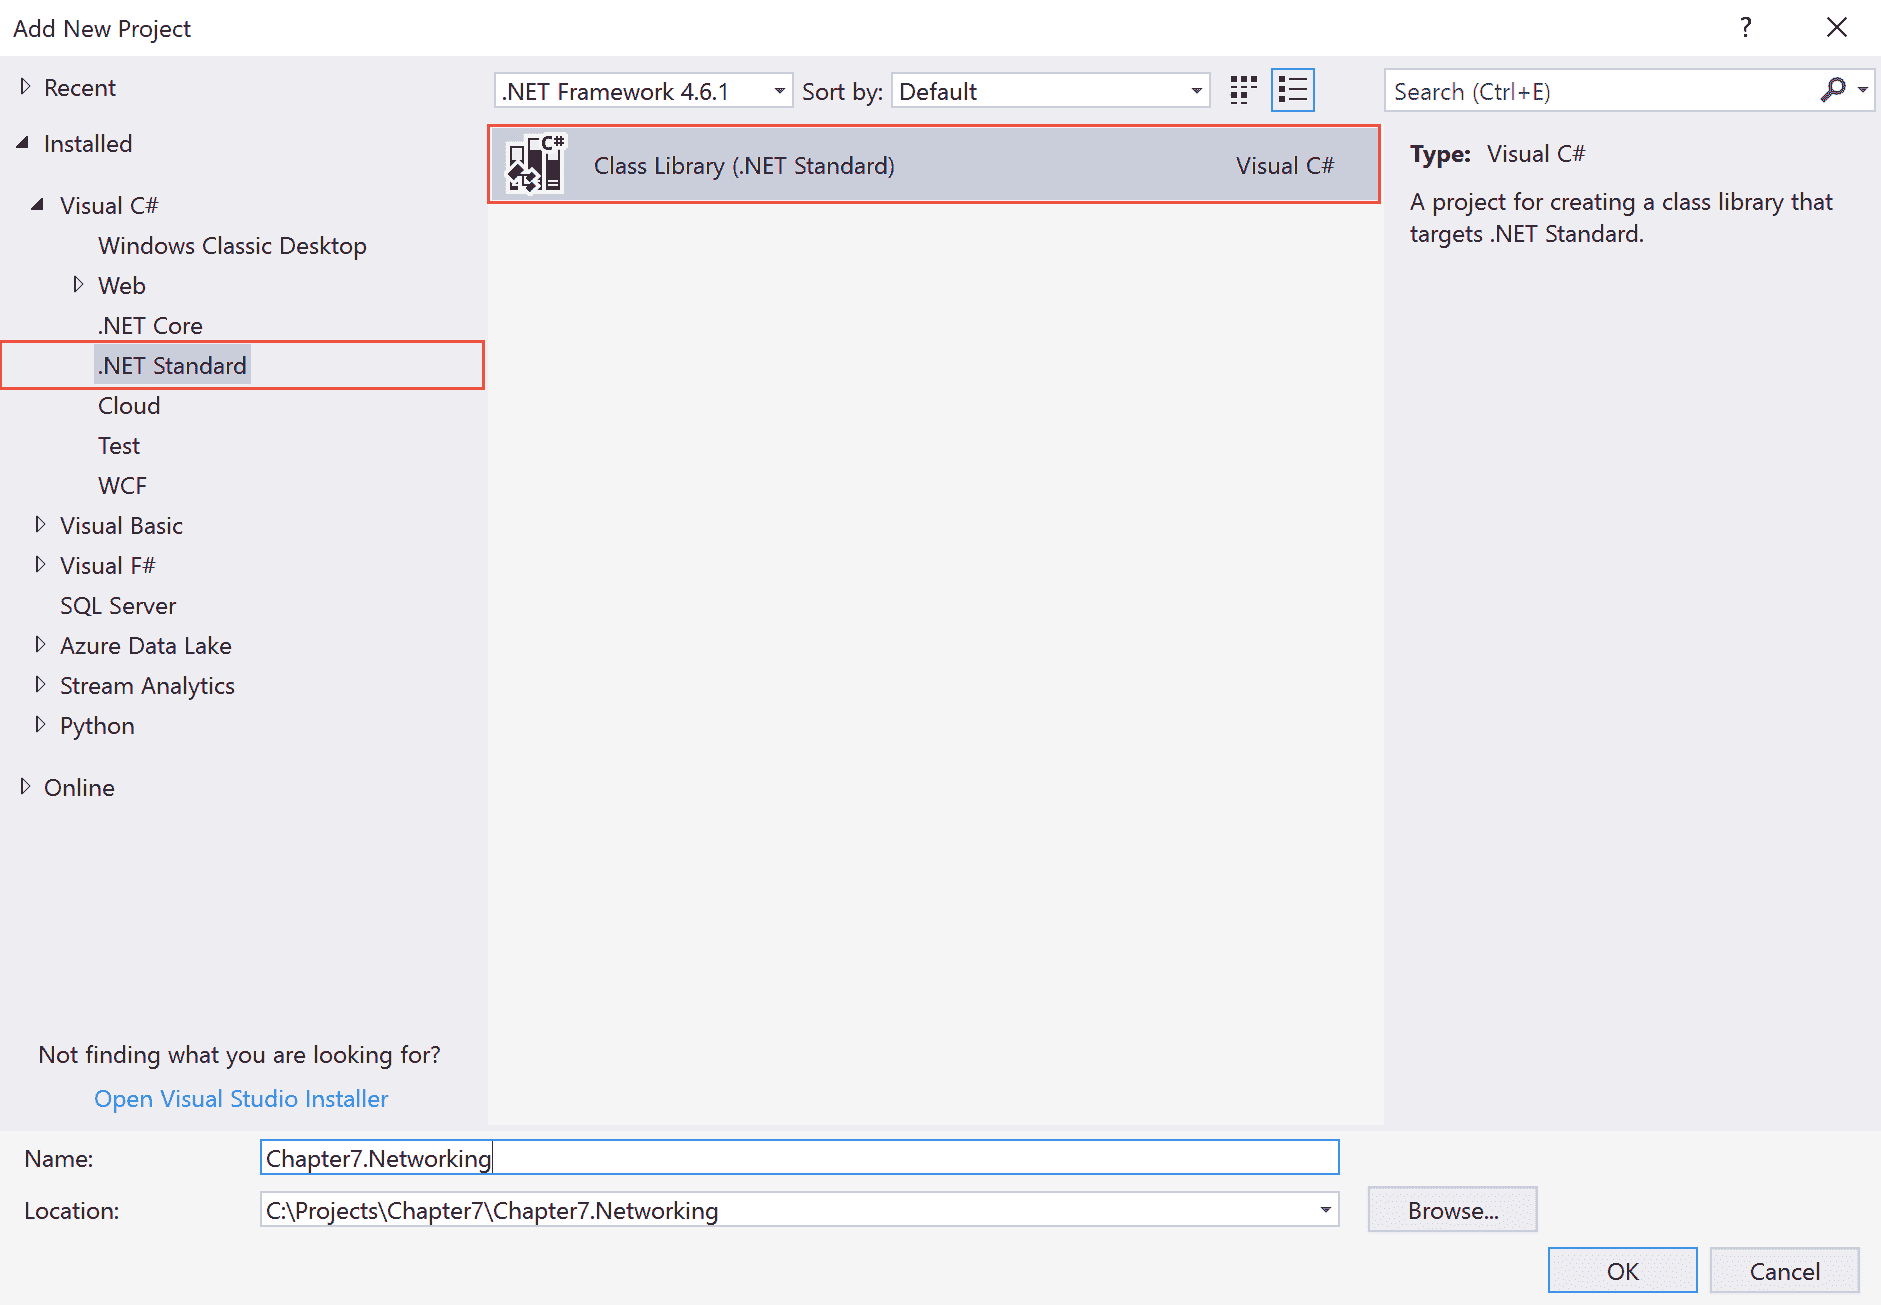 Add New Project
?
Recent
Installed
Visual C#
Windows Classic Desktop
Web
.NET Core
.NET Standard
Cloud
Test
WCF
Visual Basic
Visual F#
SQL Server
Azure Data Lake
Stream Analytics
Python
Online
Not finding what you are looking for?
Open Visual Studio Installer
.NET Framework 4.6.1 Sort by: Default
C#
Class Library (.NET Standard) Visual C#
Search (Ctrl+E)
Type: Visual C#
A project for creating a class library that
targets .NET Standard.
Name: Chapter7.Networking
Location: C:\Projects\Chapter7\Chapter7.Networking Browse...
OK Cancel